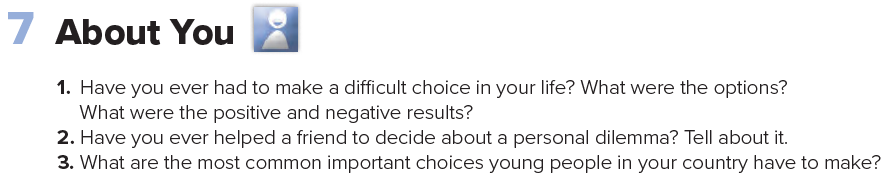 7 About You
1. Have you ever had to make a difficult choice in your life? What were the options?
What were the positive and negative results?
2. Have you ever helped a friend to decide about a personal dilemma? Tell about it.
3. What are the most common important choices young people in your country have to make?